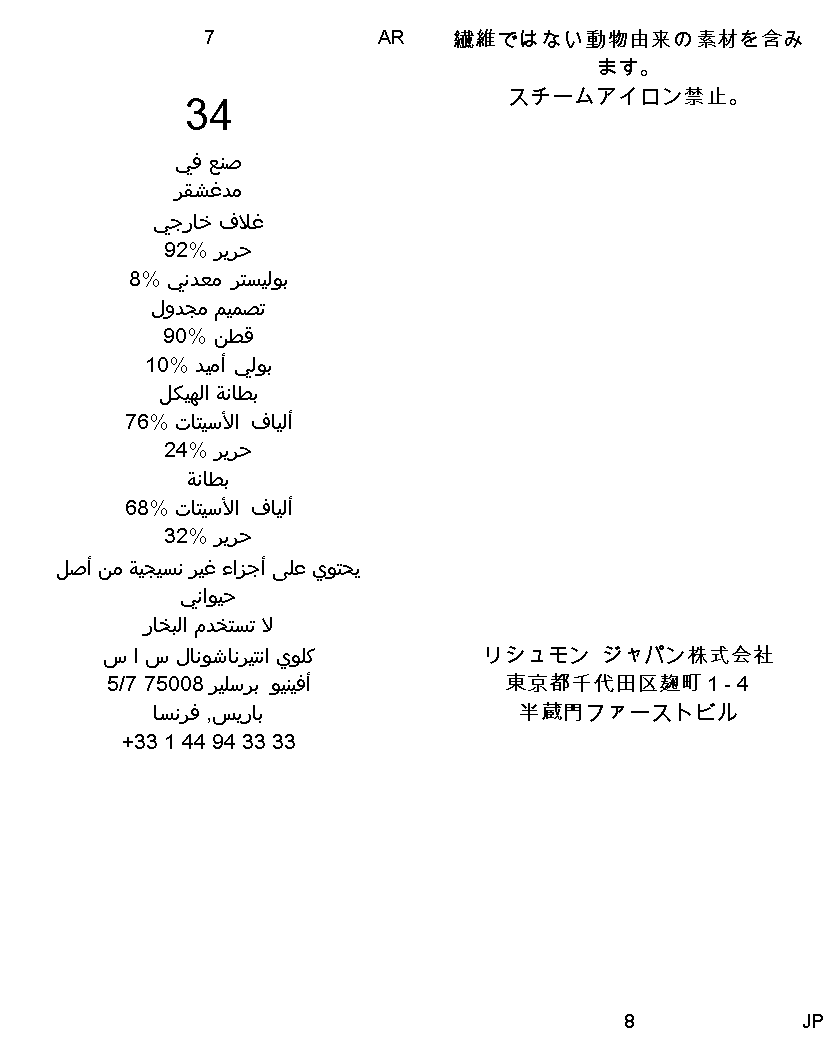 7
AR
34
صنع في
مدغشقر
غلاف خارجي
حرير %92
بوليستر معدني %8
تصميم مجدول
قطن %90
بولي أميد %10
بطانة الهيكل
ألياف الأسيتات %76
حرير %24
بطانة
ألياف الأسيتات %68
حرير %32
يحتوي على أجزاء غير نسيجية من أصل
حيواني
لا تستخدم البخار
كلوي انتيرناشونال س ا س
أفينيو برسلير 75008 5/7
باريس, فرنسا
+33 1 44 94 33 33
繊維ではない動物由来の素材を含み
ます。
スチームアイロン禁止。
リシュモン ジャパン株式会社
東京都千代田区麹町1-4
半蔵門ファーストビル
8
JP